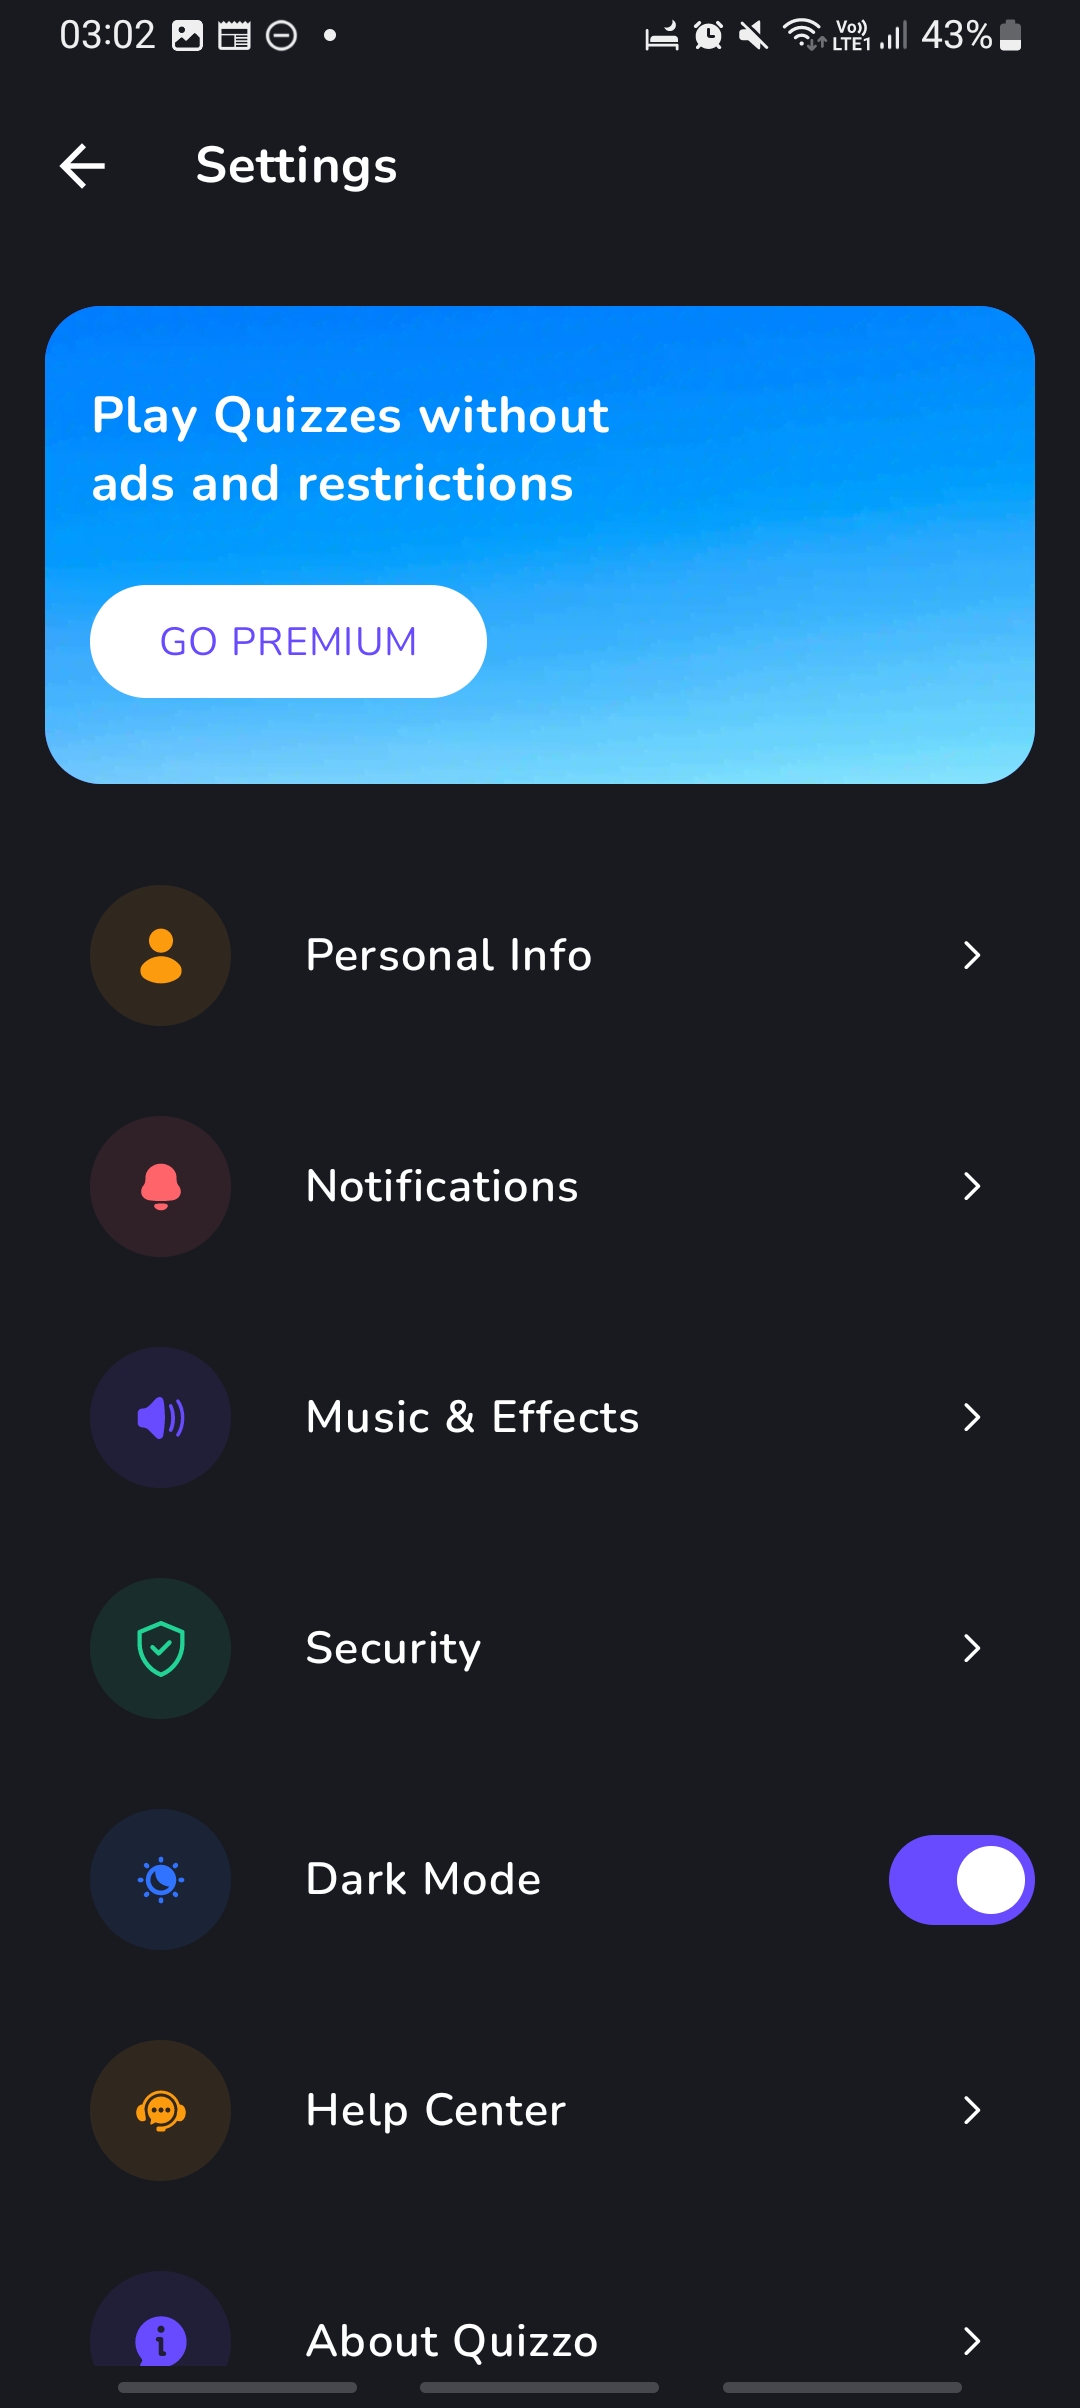 03:02 Vo)) LTE1 43%
Settings
Play Quizzes without
ads and restrictions
GO PREMIUM
Personal Info
Notifications
Music & Effects
Security
Dark Mode
Help Center
About Quizzo